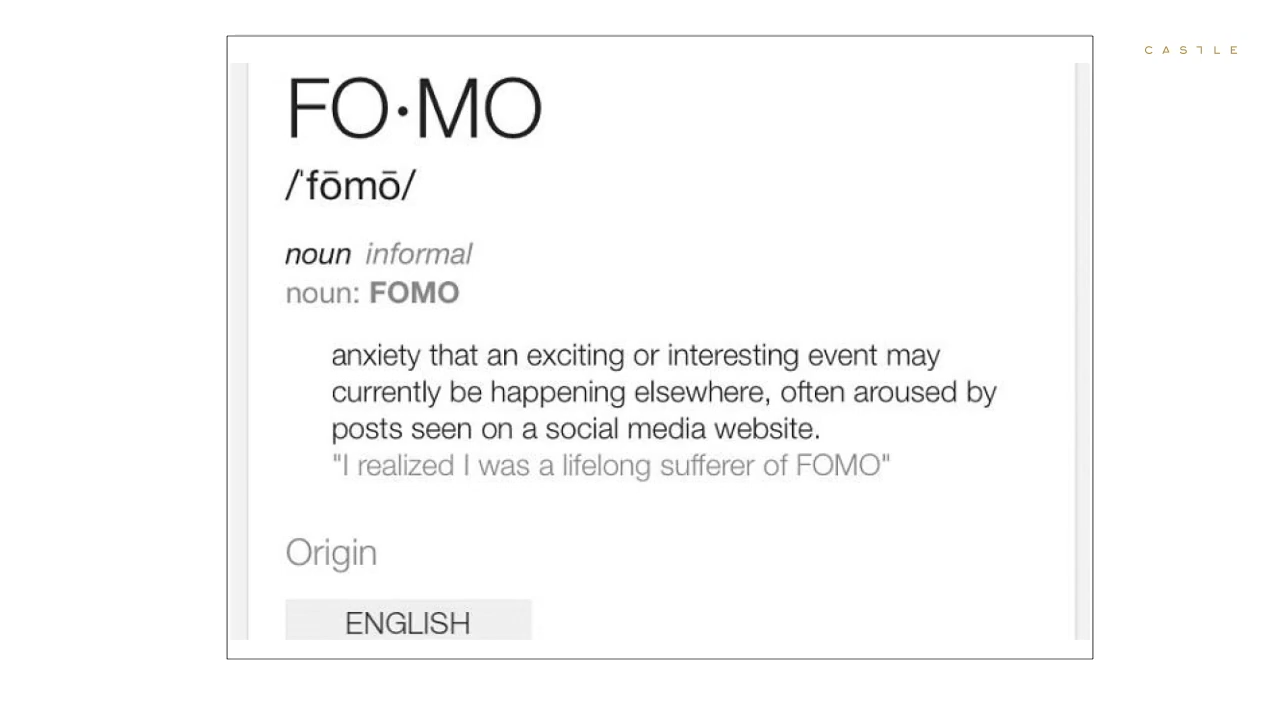 CASTLE
FO·MO
/ˈfōmō/
noun informal
noun: FOMO
anxiety that an exciting or interesting event may
currently be happening elsewhere, often aroused by
posts seen on a social media website.
"I realized I was a lifelong sufferer of FOMO"
Origin
ENGLISH